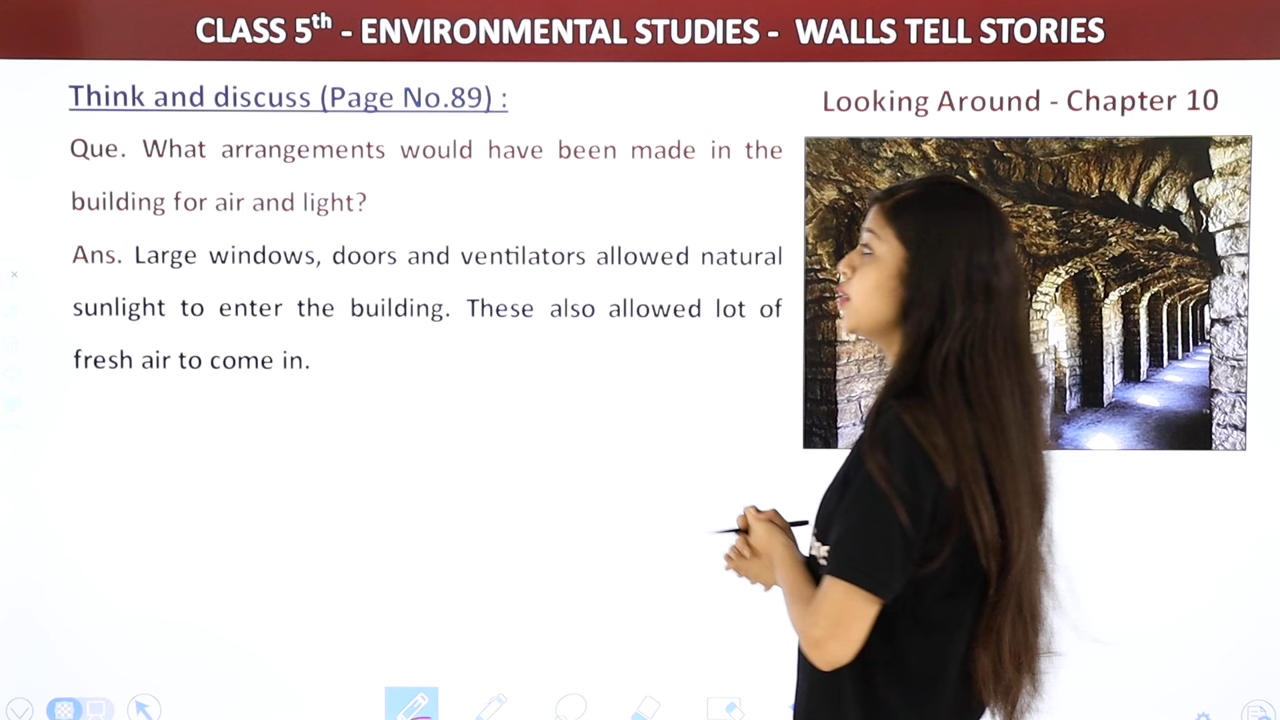 CLASS 5th - ENVIRONMENTAL STUDIES - WALLS TELL STORIES
Think and discuss (Page No.89) :
Looking Around - Chapter 10
Que. What arrangements would have been made in the
building for air and light?
Ans. Large windows, doors and ventilators allowed natural
sunlight to enter the building. These also allowed lot of
fresh air to come in.